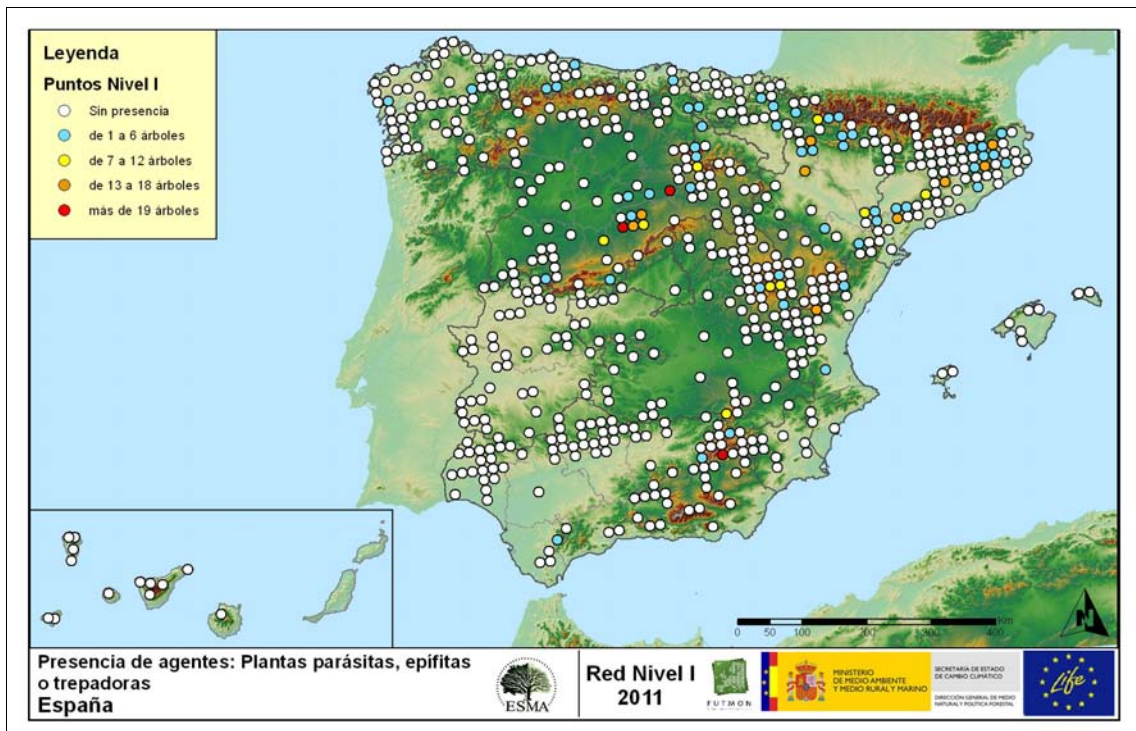 Leyenda
Puntos Nivel I
Sin presencia
de 1 a 6 árboles
de 7 a 12 árboles
de 13 a 18 árboles
más de 19 árboles
Km
0 50 100 200 300 400
N
Presencia de agentes: Plantas parásitas, epífitas
o trepadoras
España
ESMA
Red Nivel I
2011
FUTMON
MINISTERIO
DE MEDIO AMBIENTE
Y MEDIO RURAL Y MARINO
SECRETARÍA DE ESTADO
DE CAMBIO CLIMÁTICO
DIRECCIÓN GENERAL DE MEDIO
NATURAL Y POLÍTICA FORESTAL
Life